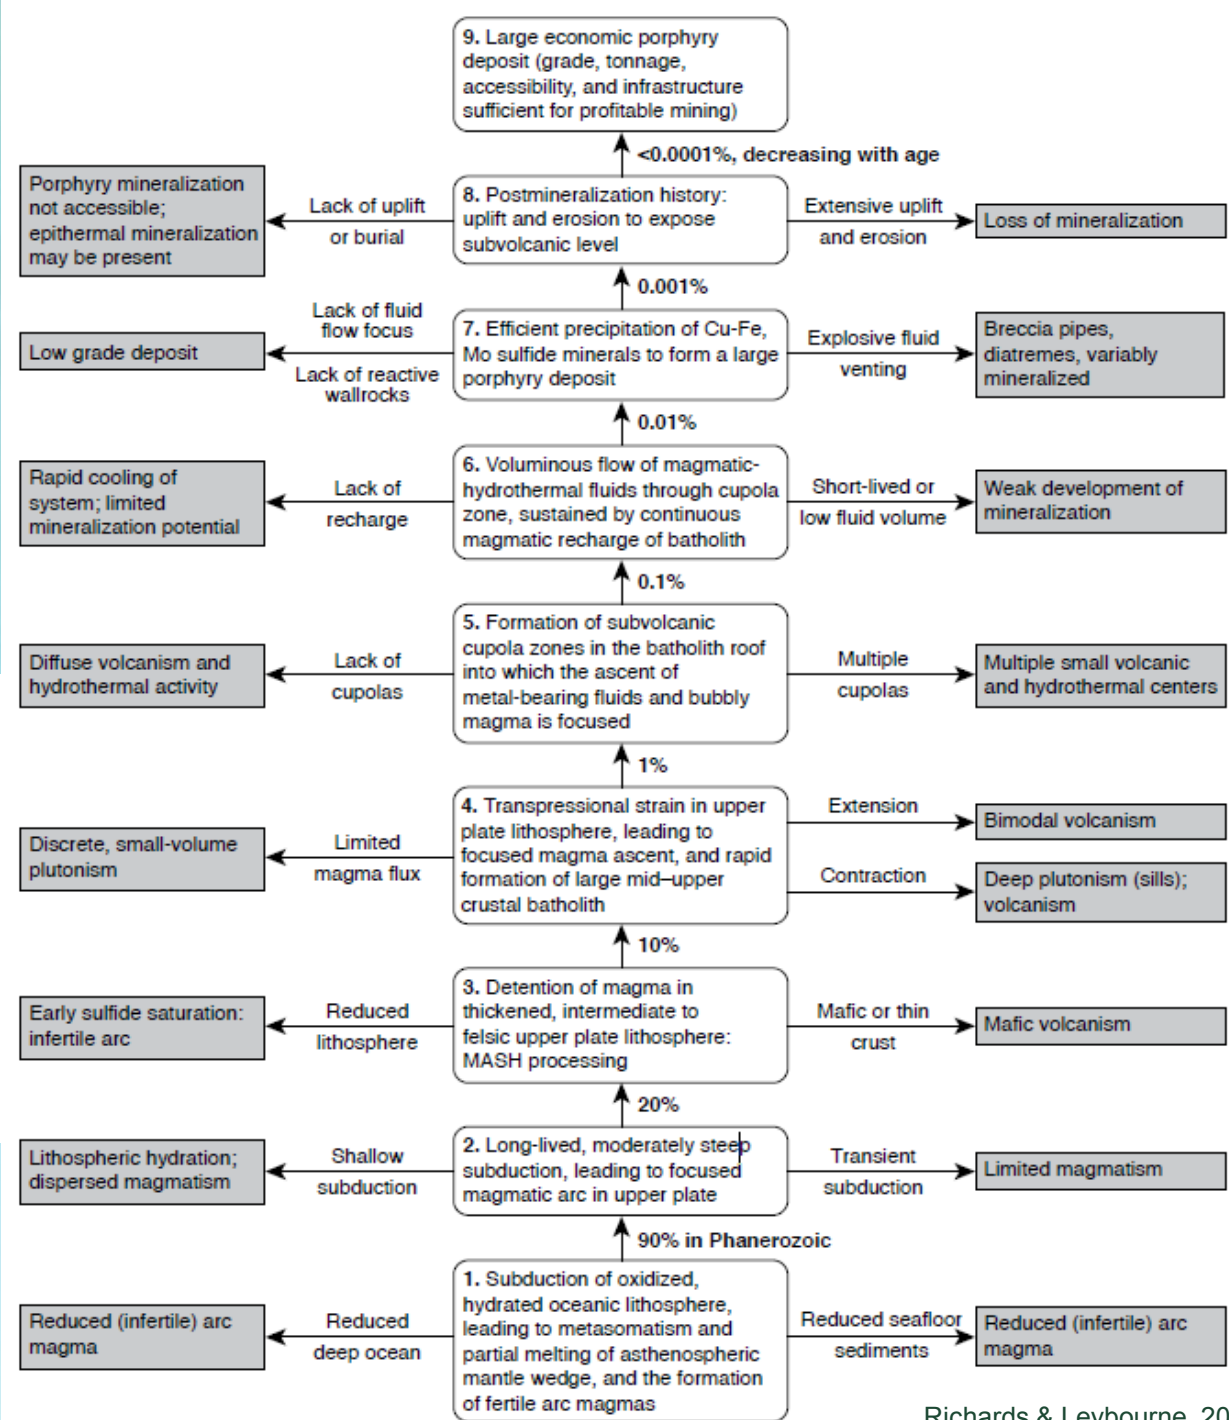 9. Large economic porphyry
deposit (grade, tonnage,
accessibility, and infrastructure
sufficient for profitable mining)
<0.0001%, decreasing with age
Porphyry mineralization
not accessible;
epithermal mineralization
may be present
Lack of uplift
or burial
8. Postmineralization history:
uplift and erosion to expose
subvolcanic level
Extensive uplift
and erosion
Loss of mineralization
0.001%
Low grade deposit
Lack of fluid
flow focus
Lack of reactive
wallrocks
7. Efficient precipitation of Cu-Fe,
Mo sulfide minerals to form a large
porphyry deposit
Explosive fluid
venting
Breccia pipes,
diatremes, variably
mineralized
0.01%
Rapid cooling of
system; limited
mineralization potential
Lack of
recharge
6. Voluminous flow of magmatic-
hydrothermal fluids through cupola
zone, sustained by continuous
magmatic recharge of batholith
Short-lived or
low fluid volume
Weak development of
mineralization
0.1%
Diffuse volcanism and
hydrothermal activity
Lack of
cupolas
5. Formation of subvolcanic
cupola zones in the batholith roof
into which the ascent of
metal-bearing fluids and bubbly
magma is focused
Multiple
cupolas
Multiple small volcanic
and hydrothermal centers
1%
Discrete, small-volume
plutonism
Limited
magma flux
4. Transpressional strain in upper
plate lithosphere, leading to
focused magma ascent, and rapid
formation of large mid–upper
crustal batholith
Extension
Bimodal volcanism
Contraction
Deep plutonism (sills);
volcanism
10%
Early sulfide saturation:
infertile arc
Reduced
lithosphere
3. Detention of magma in
thickened, intermediate to
felsic upper plate lithosphere:
MASH processing
Mafic or thin
crust
Mafic volcanism
20%
Lithospheric hydration;
dispersed magmatism
Shallow
subduction
2. Long-lived, moderately steep
subduction, leading to focused
magmatic arc in upper plate
Transient
subduction
Limited magmatism
90% in Phanerozoic
Reduced (infertile) arc
magma
Reduced
deep ocean
1. Subduction of oxidized,
hydrated oceanic lithosphere,
leading to metasomatism and
partial melting of asthenospheric
mantle wedge, and the formation
of fertile arc magmas
Reduced seafloor
sediments
Reduced (infertile) arc
magma
Richards & Leybourne, 20